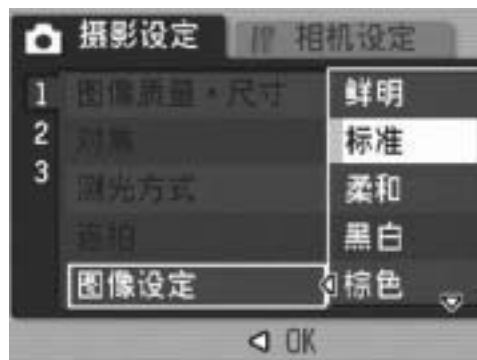 摄影设定 相机设定
1 图像质量·尺寸 鲜明
2 对焦 标准
3 测光方式 柔和
连拍 黑白
图像设定 棕色
OK